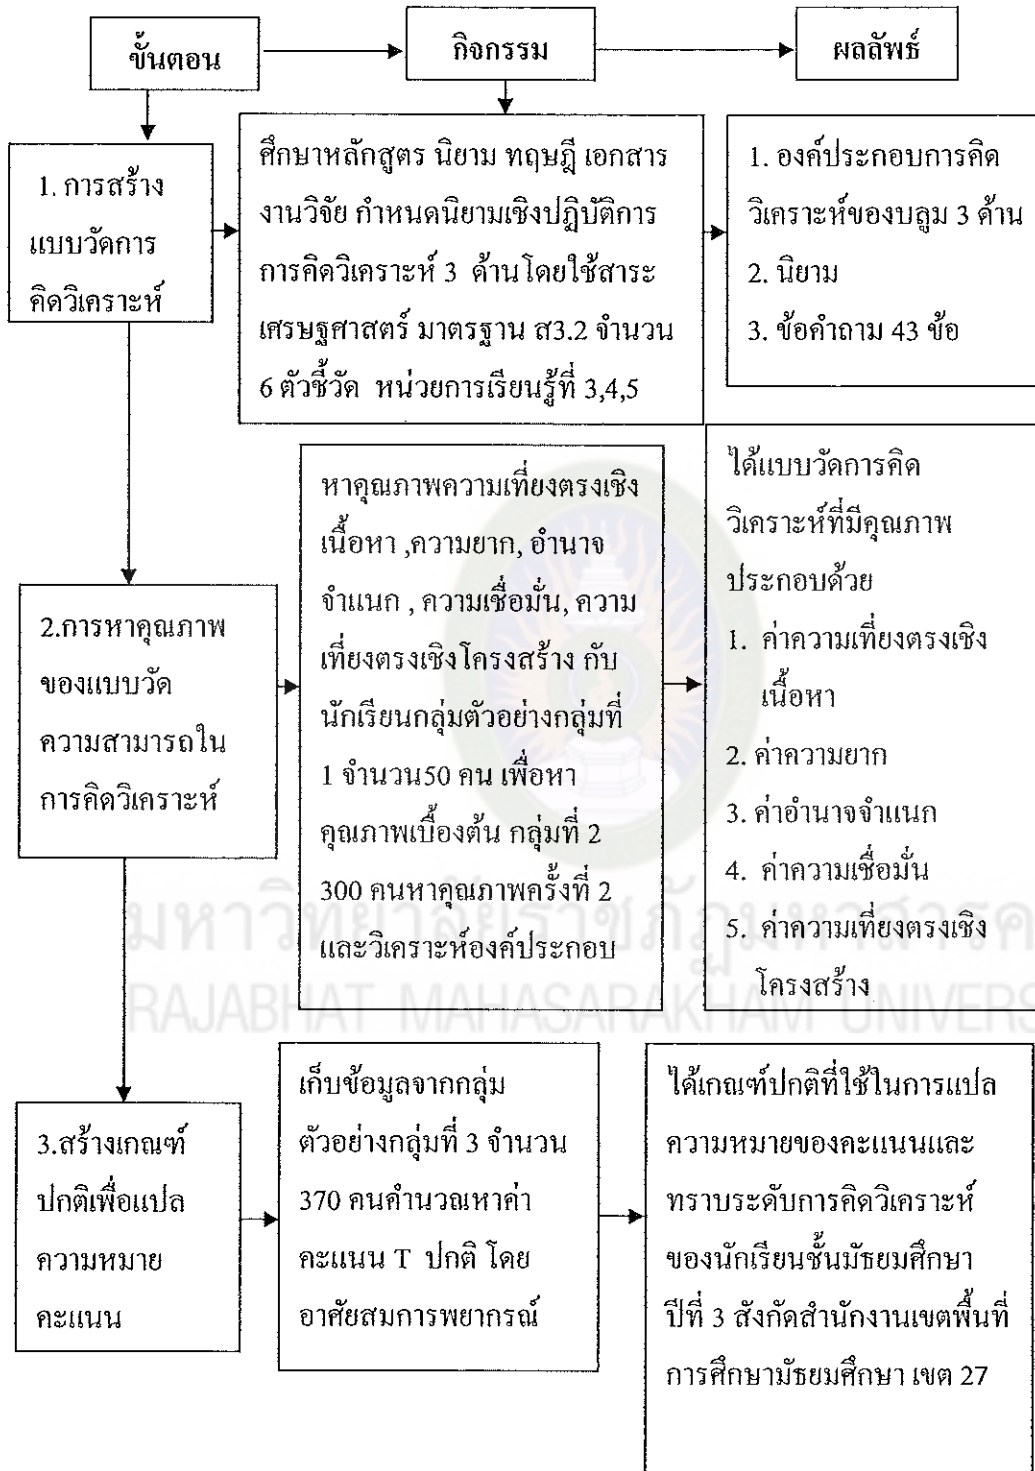 ขั้นตอน
กิจกรรม
ผลลัพธ์
1. การสร้าง
แบบวัดการ
คิดวิเคราะห์
ศึกษาหลักสูตร นิยาม ทฤษฎี เอกสาร
งานวิจัย กำหนดนิยามเชิงปฏิบัติการ
การคิดวิเคราะห์ 3 ด้านโดยใช้สาระ
เศรษฐศาสตร์ มาตรฐาน ส3.2 จำนวน
6 ตัวชี้วัด หน่วยการเรียนรู้ที่ 3,4,5
1. องค์ประกอบการคิด
วิเคราะห์ของบลูม 3 ด้าน
2. นิยาม
3. ข้อคำถาม 43 ข้อ
2.การหาคุณภาพ
ของแบบวัด
ความสามารถใน
การคิดวิเคราะห์
หาคุณภาพความเที่ยงตรงเชิง
เนื้อหา ,ความยาก, อำนาจ
จำแนก , ความเชื่อมั่น, ความ
เที่ยงตรงเชิงโครงสร้าง กับ
นักเรียนกลุ่มตัวอย่างกลุ่มที่
1 จำนวน50 คน เพื่อหา
คุณภาพเบื้องต้น กลุ่มที่ 2
300 คนหาคุณภาพครั้งที่ 2
และวิเคราะห์องค์ประกอบ
ได้แบบวัดการคิด
วิเคราะห์ที่มีคุณภาพ
ประกอบด้วย
1. ค่าความเที่ยงตรงเชิง
เนื้อหา
2. ค่าความยาก
3. ค่าอำนาจจำแนก
4. ค่าความเชื่อมั่น
5. ค่าความเที่ยงตรงเชิง
โครงสร้าง
มหาวิทยาลัยราชภัฏมหาสารค
RAJABHAT MAHASARAKHAM UNIVERS
3.สร้างเกณฑ์
ปกติเพื่อแปล
ความหมาย
คะแนน
เก็บข้อมูลจากกลุ่ม
ตัวอย่างกลุ่มที่ 3 จำนวน
370 คนคำนวณหาค่า
คะแนน T ปกติ โดย
อาศัยสมการพยากรณ์
ได้เกณฑ์ปกติที่ใช้ในการแปล
ความหมายของคะแนนและ
ทราบระดับการคิดวิเคราะห์
ของนักเรียนชั้นมัธยมศึกษา
ปีที่ 3 สังกัดสำนักงานเขตพื้นที่
การศึกษามัธยมศึกษา เขต 27